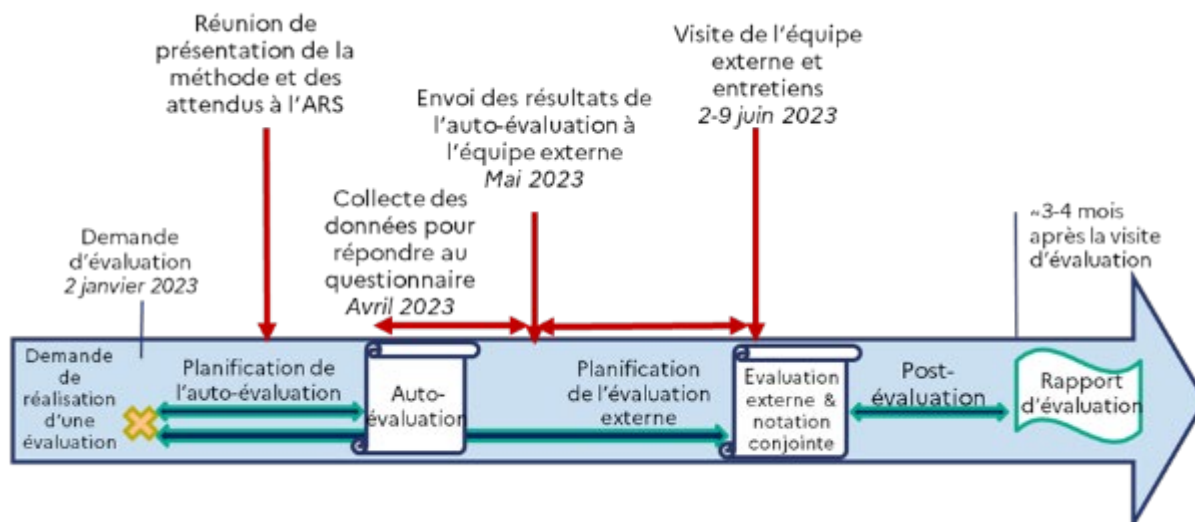 Réunion de
présentation de la
méthode et des
attendus à l'ARS
Visite de l'équipe
externe et
entretiens
2-9 juin 2023
Envoi des résultats de
l'auto-évaluation à
l'équipe externe
Mai 2023
Collecte des
données pour
répondre au
questionnaire
Avril 2023
Demande
d'évaluation
2 janvier 2023
~3-4 mois
après la visite
d'évaluation
Demande
de
réalisation
d'une
évaluation
Planification de
l'auto-évaluation
Auto-
évaluation
Planification
de l'évaluation
externe
Evaluation
externe &
notation
conjointe
Post-
évaluation
Rapport
d'évaluation